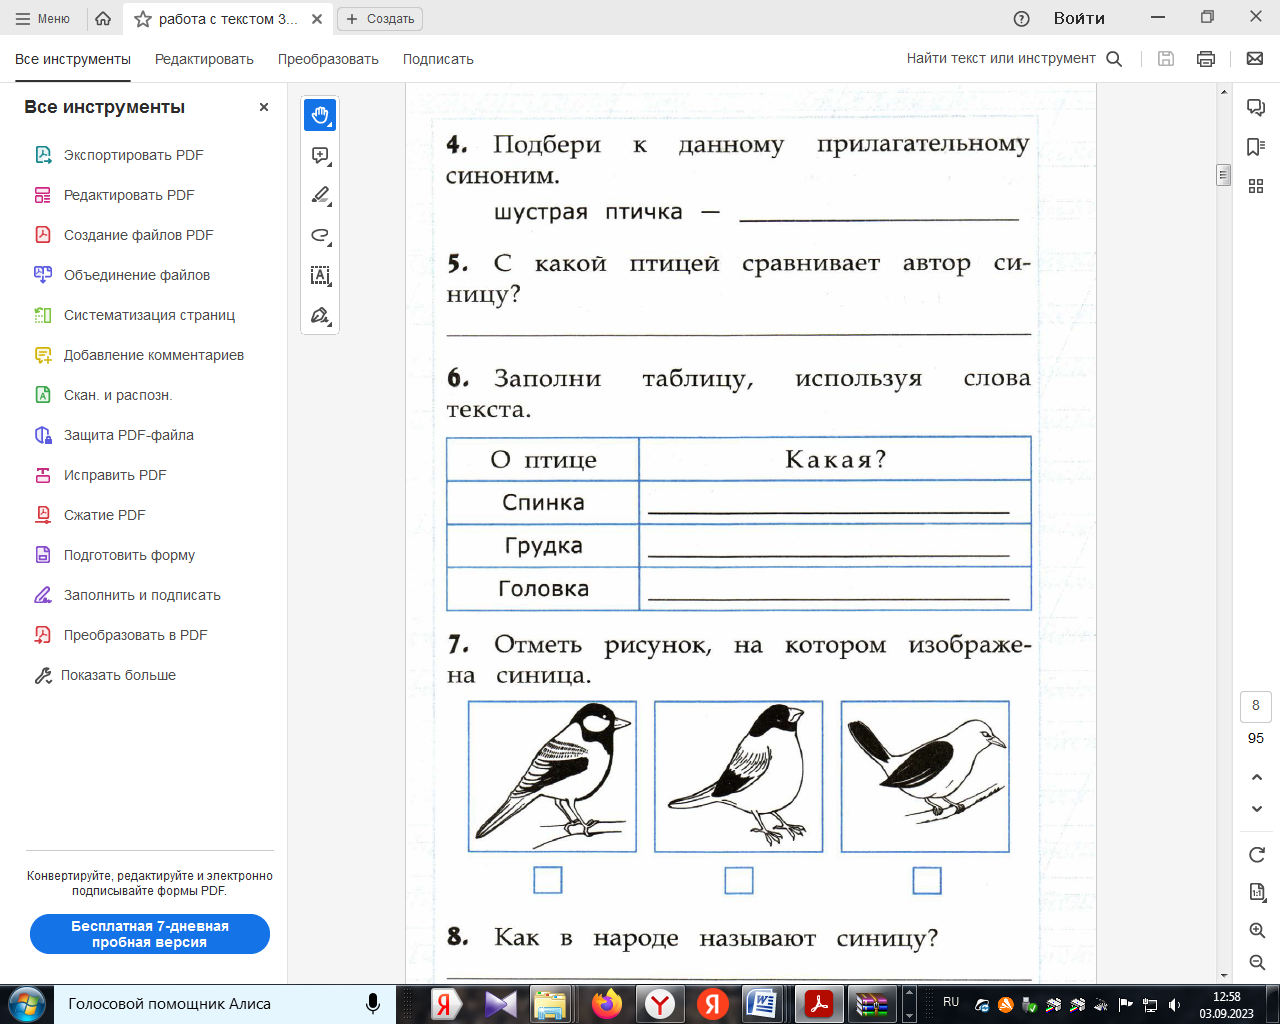 Меню
работа с текстом 3...
Создать
Войти
Все инструменты
Редактировать
Преобразовать
Подписать
Найти текст или инструмент
Все инструменты
Экспортировать PDF
Редактировать PDF
Создание файлов PDF
Объединение файлов
Систематизация страниц
Добавление комментариев
Скан. и распозн.
Защита PDF-файла
Исправить PDF
Сжатие PDF
Подготовить форму
Заполнить и подписать
Преобразовать в PDF
Показать больше
Конвертируйте, редактируйте и электронно
подписывайте формы PDF.
Бесплатная 7-дневная
пробная версия
4. Подбери к данному прилагательному
синоним.
шустрая птичка —
5. С какой птицей сравнивает автор си-
ницу?
6. Заполни таблицу, используя слова
текста.
О птице
Какая?
Спинка
Грудка
Головка
7. Отметь рисунок, на котором изображе-
на синица.
8. Как в народе называют синицу?
8
95
1:1
Голосовой помощник Алиса
RU
12:58
03.09.2023